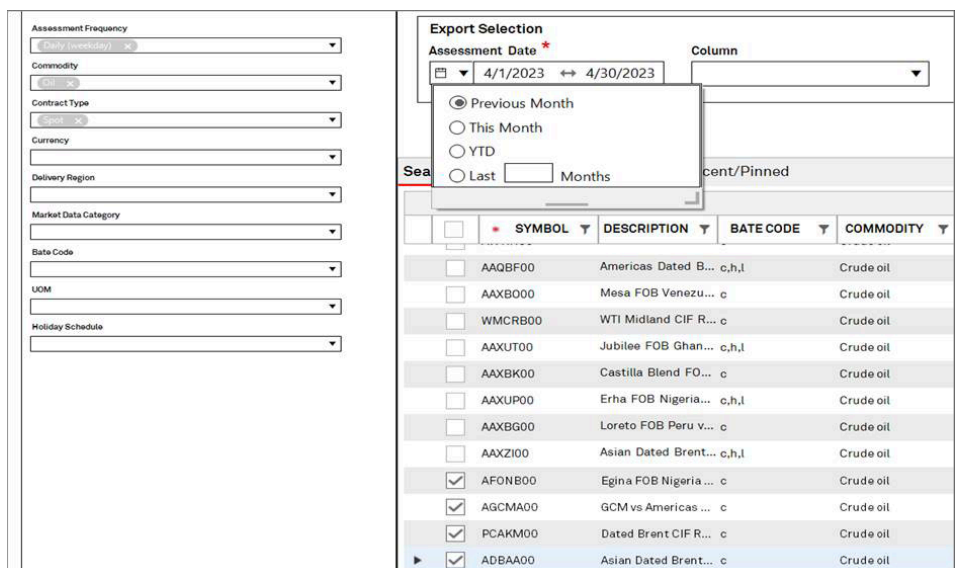 Assessment Frequency
Daily (weekday) x
Commodity
Oil x
Contract Type
Spot x
Currency
Delivery Region
Market Data Category
Bate Code
UOM
Holiday Schedule
Export Selection
Assessment Date * Column
4/1/2023 ↔ 4/30/2023
Previous Month
This Month
YTD
Last Months
Sea cent/Pinned
* SYMBOL DESCRIPTION BATE CODE COMMODITY
AAQBF00 Americas Dated B... c,h,l Crude oil
AAXBO00 Mesa FOB Venezu... c Crude oil
WMCRB00 WTI Midland CIF R... c Crude oil
AAXUT00 Jubilee FOB Ghan... c,h,l Crude oil
AAXBK00 Castilla Blend FO... c Crude oil
AAXUP00 Erha FOB Nigeria... c,h,l Crude oil
AAXBG00 Loreto FOB Peru v... c Crude oil
AAXZI00 Asian Dated Brent... c,h,l Crude oil
AFONB00 Egina FOB Nigeria ... c Crude oil
AGCMA00 GCM vs Americas ... c Crude oil
PCAKM00 Dated Brent CIF R... c Crude oil
ADBAA00 Asian Dated Brent... c Crude oil